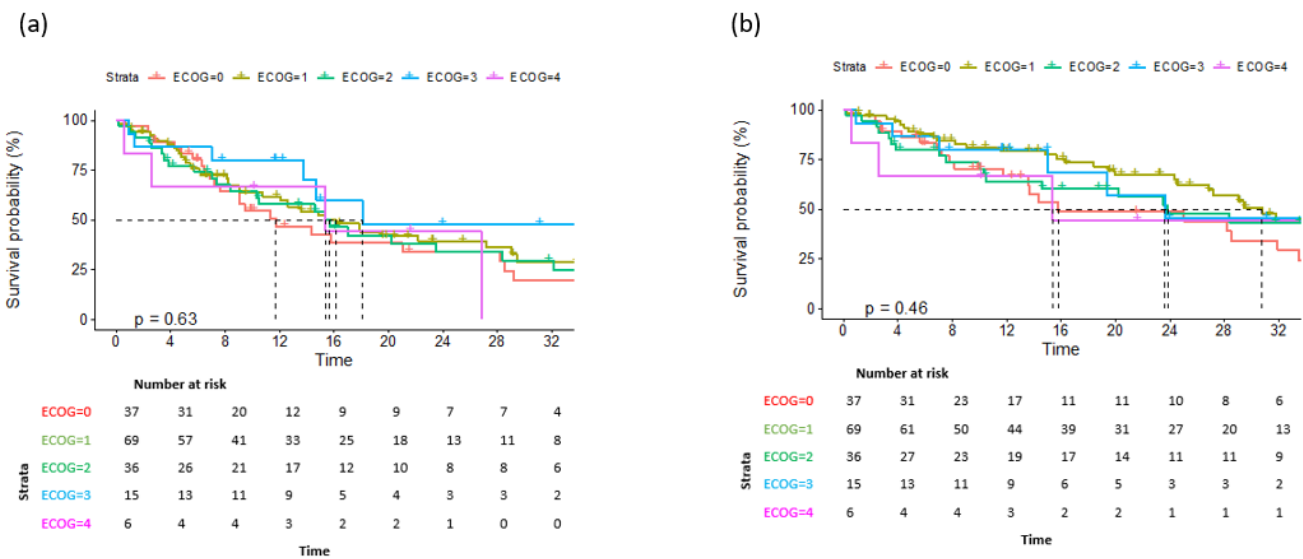 (a)
Strata ECOG=0 ECOG=1 ECOG=2 ECOG=3 ECOG=4
Survival probability (%)
100
75
50
25
0
p = 0.63
0 4 8 12 16 20 24 28 32
Time
Number at risk
Strata
ECOG=0 37 31 20 12 9 9 7 7 4
ECOG=1 69 57 41 33 25 18 13 11 8
ECOG=2 36 26 21 17 12 10 8 8 6
ECOG=3 15 13 11 9 5 4 3 3 2
ECOG=4 6 4 4 3 2 2 1 0 0
Time
(b)
Strata ECOG=0 ECOG=1 ECOG=2 ECOG=3 ECOG=4
Survival probability (%)
100
75
50
25
0
p = 0.46
0 4 8 12 16 20 24 28 32
Time
Number at risk
Strata
ECOG=0 37 31 23 17 11 11 10 8 6
ECOG=1 69 61 50 44 39 31 27 20 13
ECOG=2 36 27 23 19 17 14 11 11 9
ECOG=3 15 13 11 9 6 5 3 3 2
ECOG=4 6 4 4 3 2 2 1 1 1
Time